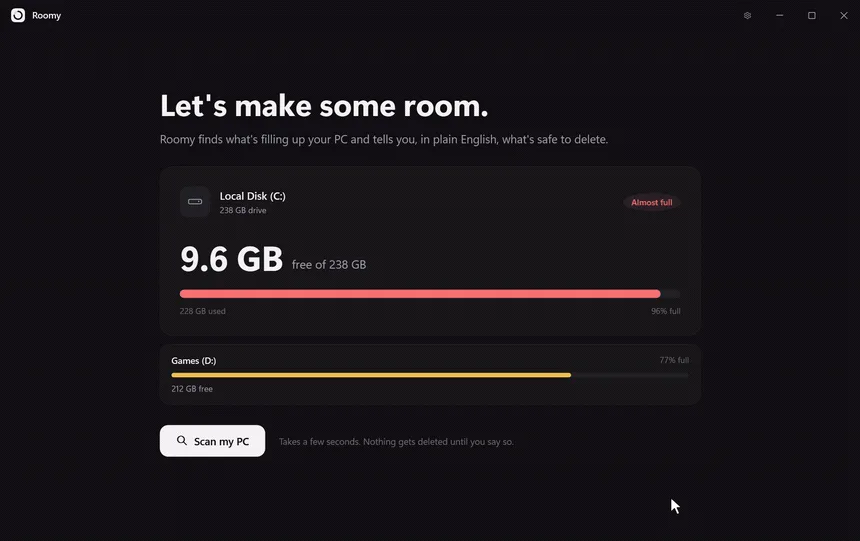 Roomy
Let's make some room.
Roomy finds what's filling up your PC and tells you, in plain English, what's safe to delete.
Local Disk (C:)
238 GB drive
Almost full
9.6 GB free of 238 GB
228 GB used
96% full
Games (D:)
77% full
212 GB free
Scan my PC
Takes a few seconds. Nothing gets deleted until you say so.